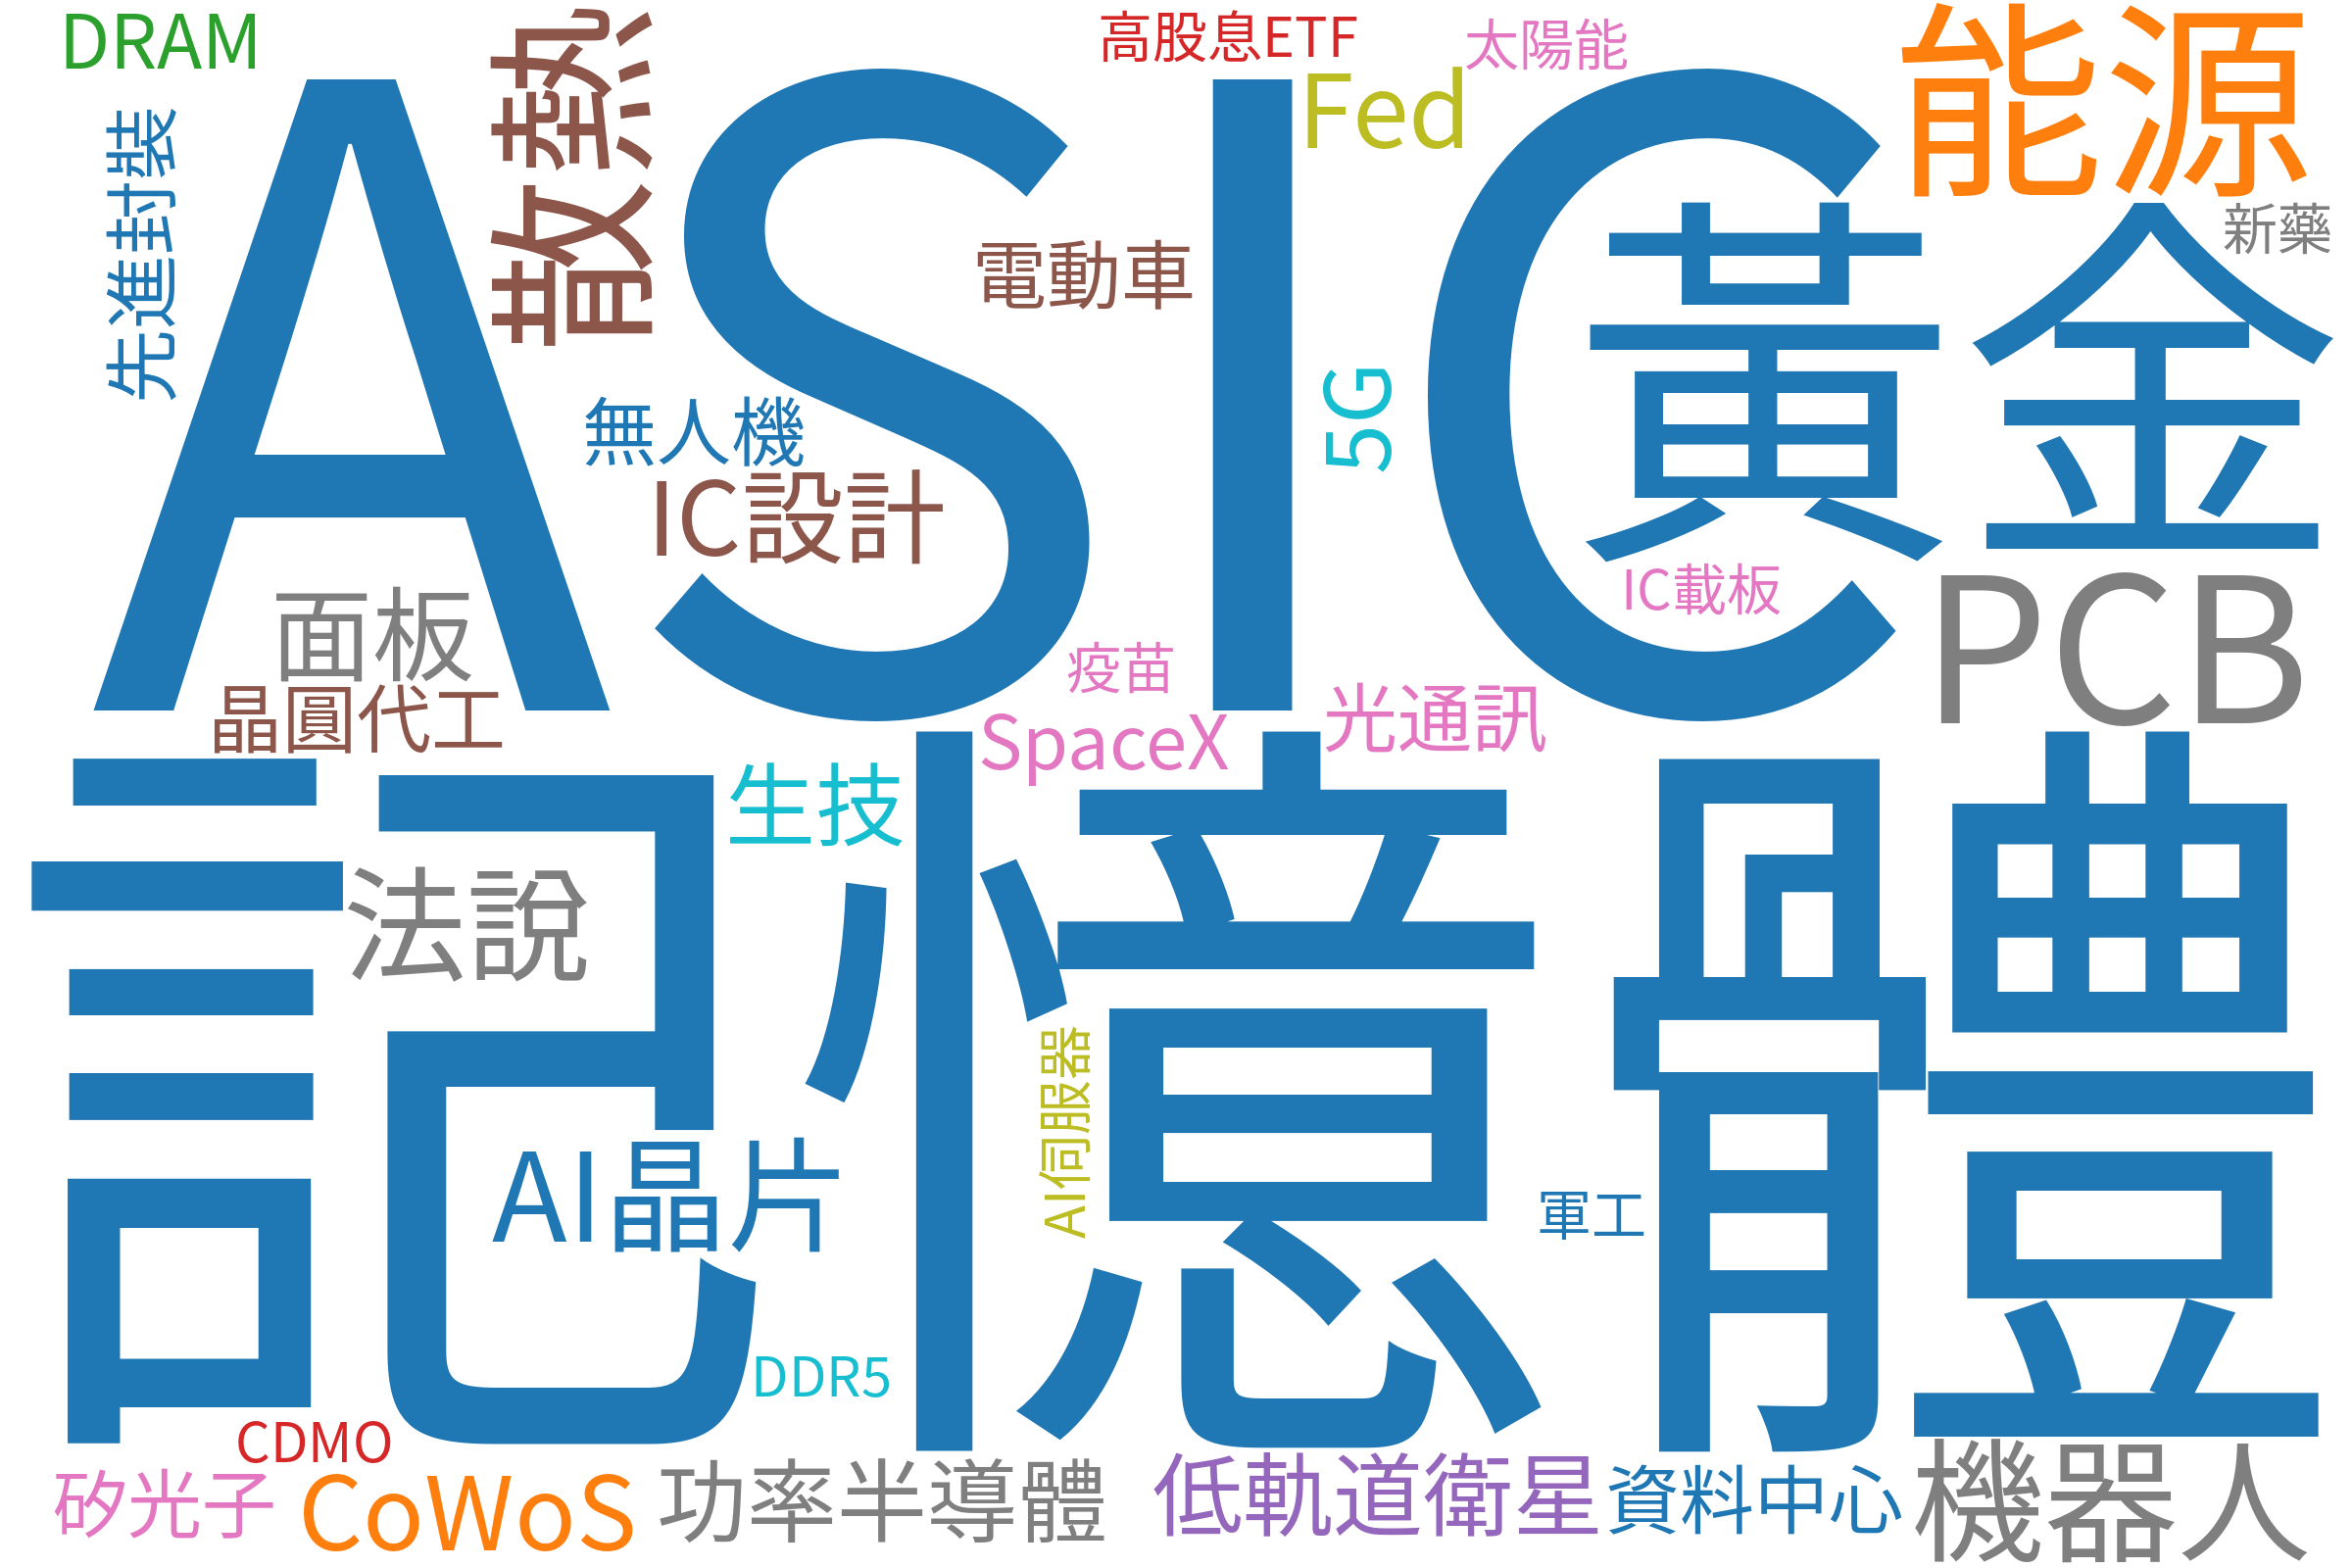 DRAM
高股息ETF
太陽能
能源
散熱
Fed
先進封裝
ASIC
新藥
電動車
黃金
5G
無人機
IC設計
IC載板
PCB
面板
疫苗
晶圓代工
SpaceX
光通訊
生技
記憶體
法說
AI伺服器
AI晶片
軍工
DDR5
CDMO
矽光子
CoWoS
功率半導體
低軌道衛星
資料中心
機器人